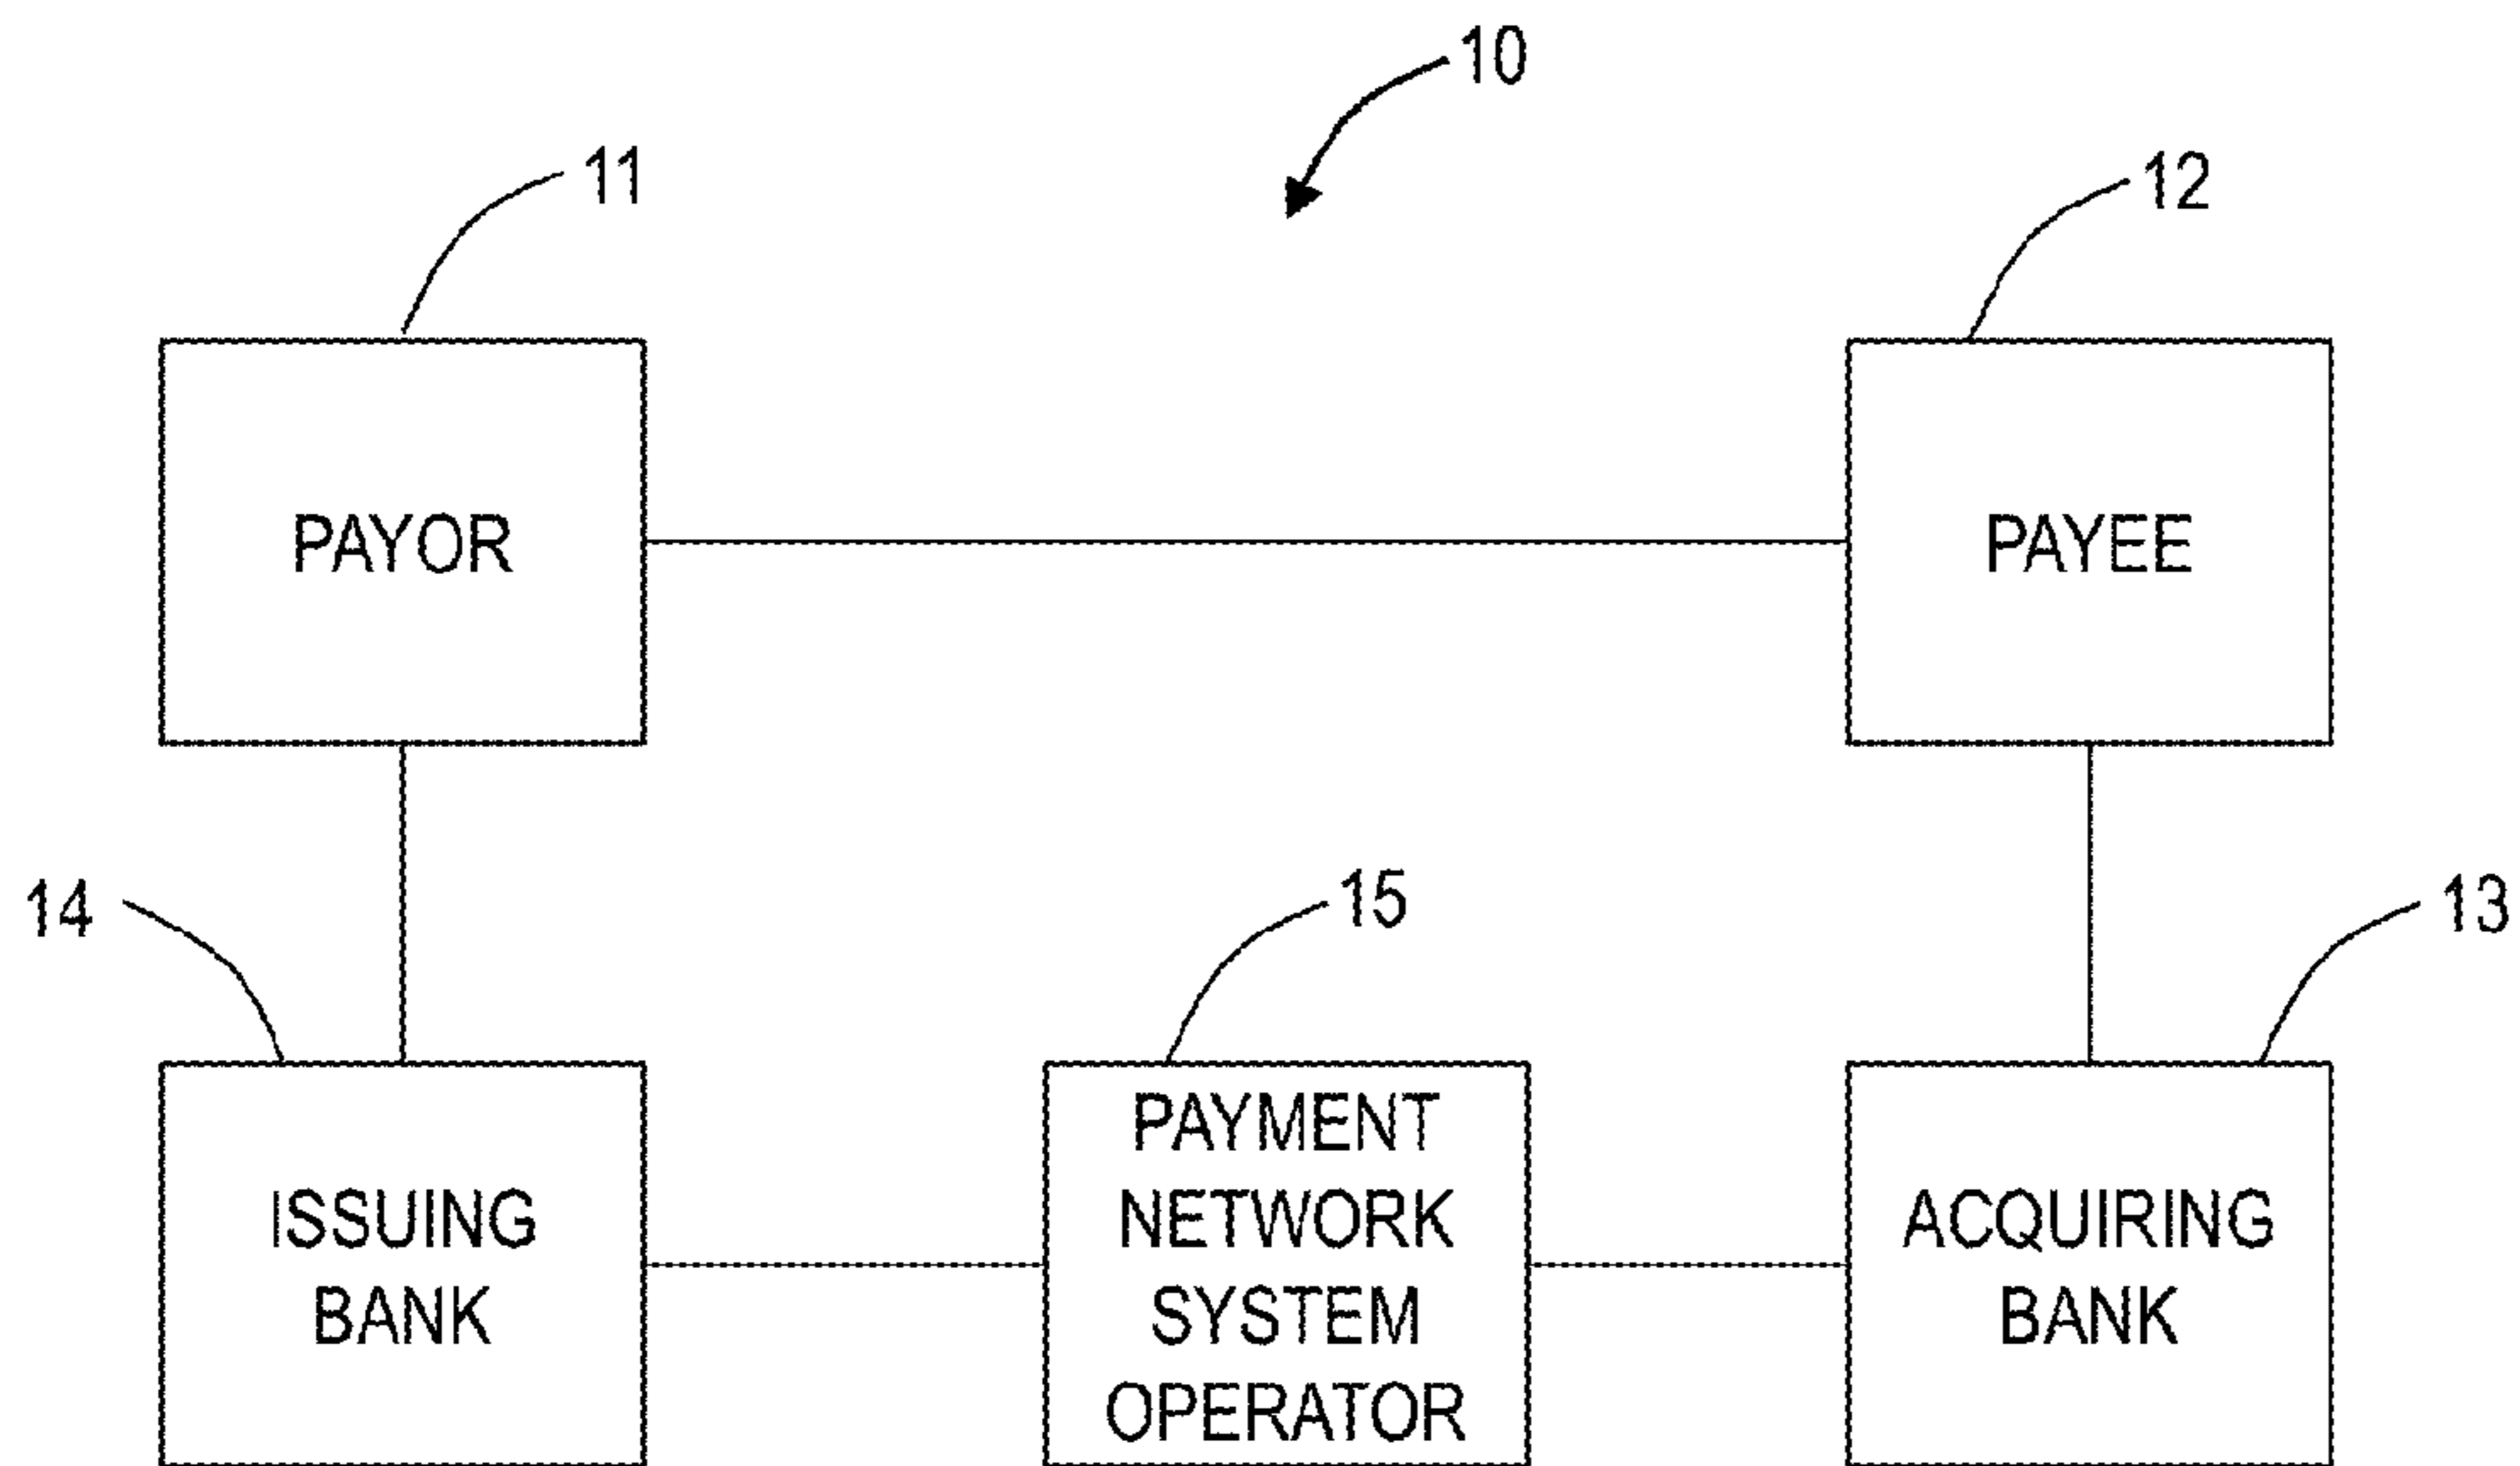 10
11
12
PAYOR
PAYEE
14
15
13
ISSUING
BANK
PAYMENT
NETWORK
SYSTEM
OPERATOR
ACQUIRING
BANK